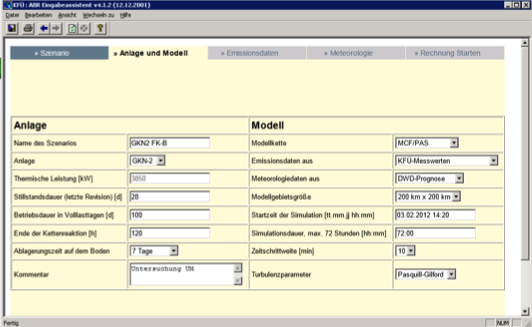 KFÜ : ABR Eingabeassistent v4.1.2 (12.12.2001)
Datei Bearbeiten Ansicht Wechseln zu Hilfe
» Szenario » Anlage und Modell » Emissionsdaten » Meteorologie » Rechnung Starten
Anlage Modell
Name des Szenarios GKN2 FK-B Modellkette MCF/PAS
Anlage GKN-2 Emissionsdaten aus KFÜ-Messwerten
Thermische Leistung [kW] 3850 Meteorologiedaten aus DWD-Prognose
Stillstandsdauer (letzte Revision) [d] 28 Modellgebietsgröße 200 km x 200 km
Betriebsdauer in Volllasttagen [d] 100 Startzeit der Simulation [tt.mm.jj hh:mm] 03.02.2012 14:20
Ende der Kattenreaktion [h] 120 Simulationsdauer, max. 72 Stunden [hh:mm] 72:00
Ablagerungszeit auf dem Boden 7 Tage Zeitschrittweite [min] 10
Kommentar Untersuchung UM Turbulenzparameter Pasquill-Gifford
Fertig NUM